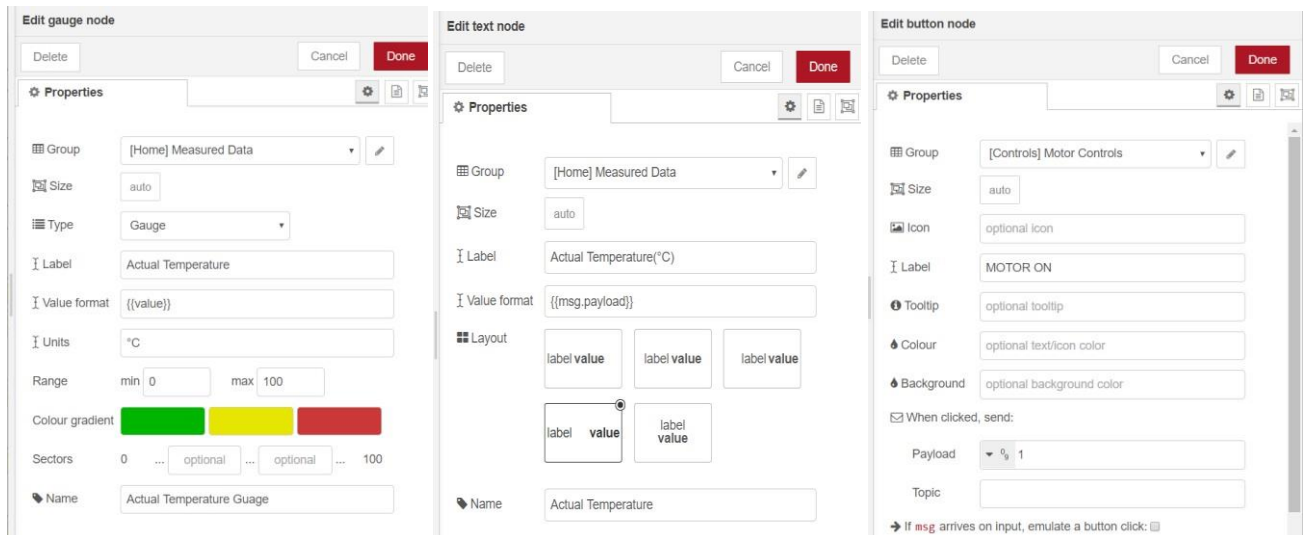 Edit gauge node
Delete Cancel Done
Properties
Group [Home] Measured Data
Size auto
Type Gauge
Label Actual Temperature
Value format {{value}}
Units °C
Range min 0 max 100
Colour gradient
Sectors 0 ... optional ... optional ... 100
Name Actual Temperature Guage
Edit text node
Delete Cancel Done
Properties
Group [Home] Measured Data
Size auto
Label Actual Temperature(°C)
Value format {{msg.payload}}
Layout
label value label value label value
label value label
value
Name Actual Temperature
Edit button node
Delete Cancel Done
Properties
Group [Controls] Motor Controls
Size auto
Icon optional icon
Label MOTOR ON
Tooltip optional tooltip
Colour optional text/icon color
Background optional background color
When clicked, send:
Payload 0 9 1
Topic
If msg arrives on input, emulate a button click: